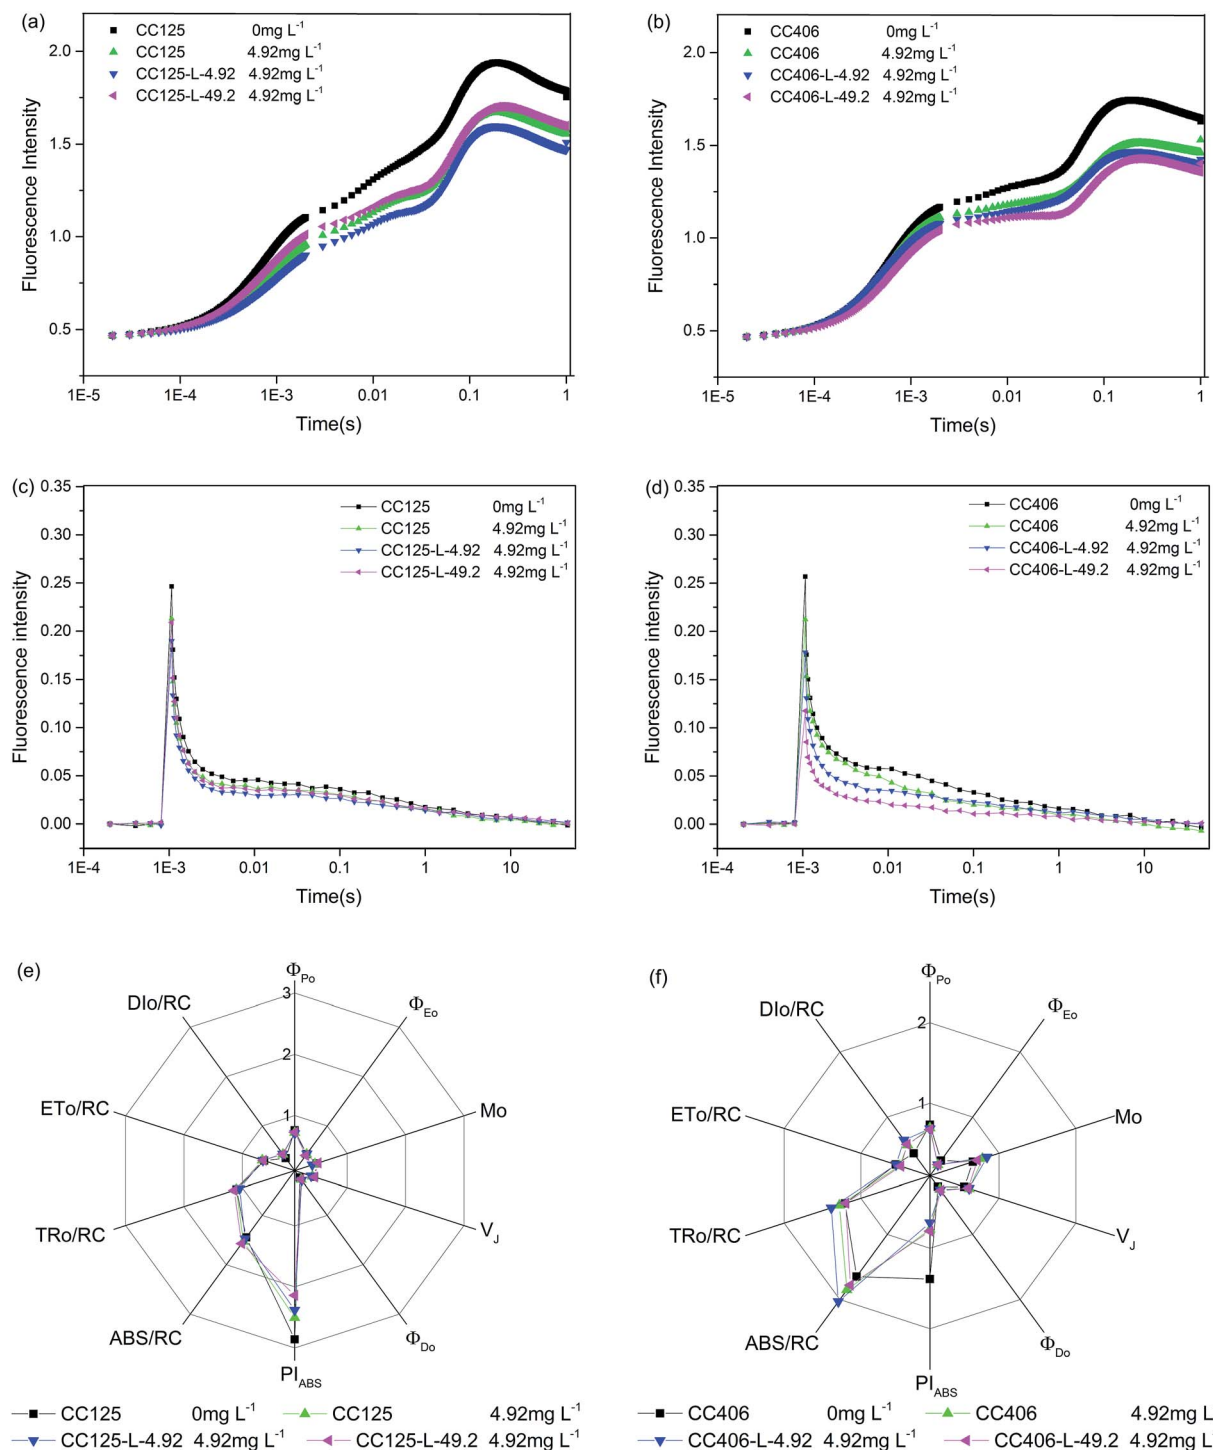 (a)
CC125 0mg L⁻¹
CC125 4.92mg L⁻¹
CC125-L-4.92 4.92mg L⁻¹
CC125-L-49.2 4.92mg L⁻¹
2.0
1.5
1.0
0.5
Fluorescence Intensity
1E-5 1E-4 1E-3 0.01 0.1 1
Time(s)
(b)
CC406 0mg L⁻¹
CC406 4.92mg L⁻¹
CC406-L-4.92 4.92mg L⁻¹
CC406-L-49.2 4.92mg L⁻¹
2.0
1.5
1.0
0.5
Fluorescence Intensity
1E-5 1E-4 1E-3 0.01 0.1 1
Time(s)
(c)
CC125 0mg L⁻¹
CC125 4.92mg L⁻¹
CC125-L-4.92 4.92mg L⁻¹
CC125-L-49.2 4.92mg L⁻¹
0.35
0.30
0.25
0.20
0.15
0.10
0.05
0.00
Fluorescence intensity
1E-4 1E-3 0.01 0.1 1 10
Time(s)
(d)
CC406 0mg L⁻¹
CC406 4.92mg L⁻¹
CC406-L-4.92 4.92mg L⁻¹
CC406-L-49.2 4.92mg L⁻¹
0.35
0.30
0.25
0.20
0.15
0.10
0.05
0.00
Fluorescence intensity
1E-4 1E-3 0.01 0.1 1 10
Time(s)
(e)
Φ_Po
Φ_Eo
Mo
V_J
Φ_Do
PI_ABS
ABS/RC
TRo/RC
ETo/RC
DIo/RC
3
2
1
CC125 0mg L⁻¹ CC125 4.92mg L⁻¹
CC125-L-4.92 4.92mg L⁻¹ CC125-L-49.2 4.92mg L⁻¹
(f)
Φ_Po
Φ_Eo
Mo
V_J
Φ_Do
PI_ABS
ABS/RC
TRo/RC
ETo/RC
DIo/RC
2
1
CC406 0mg L⁻¹ CC406 4.92mg L
CC406-L-4.92 4.92mg L⁻¹ CC406-L-49.2 4.92mg L